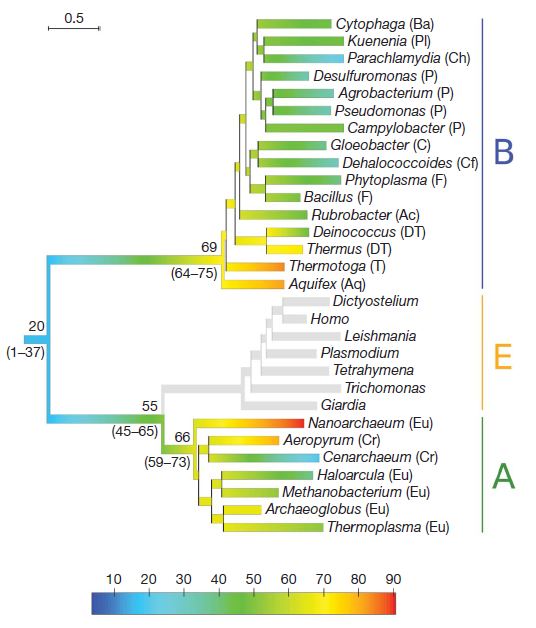 0.5
Cytophaga (Ba)
Kuenenia (Pl)
Parachlamydia (Ch)
Desulfuromonas (P)
Agrobacterium (P)
Pseudomonas (P)
Campylobacter (P)
Gloeobacter (C)
Dehalococcoides (Cf)
Phytoplasma (F)
Bacillus (F)
Rubrobacter (Ac)
Deinococcus (DT)
Thermus (DT)
Thermotoga (T)
Aquifex (Aq)
B
69
(64–75)
Dictyostelium
Homo
Leishmania
Plasmodium
Tetrahymena
Trichomonas
Giardia
E
20
(1–37)
55
(45–65)
66
(59–73)
Nanoarchaeum (Eu)
Aeropyrum (Cr)
Cenarchaeum (Cr)
Haloarcula (Eu)
Methanobacterium (Eu)
Archaeoglobus (Eu)
Thermoplasma (Eu)
A
10 20 30 40 50 60 70 80 90